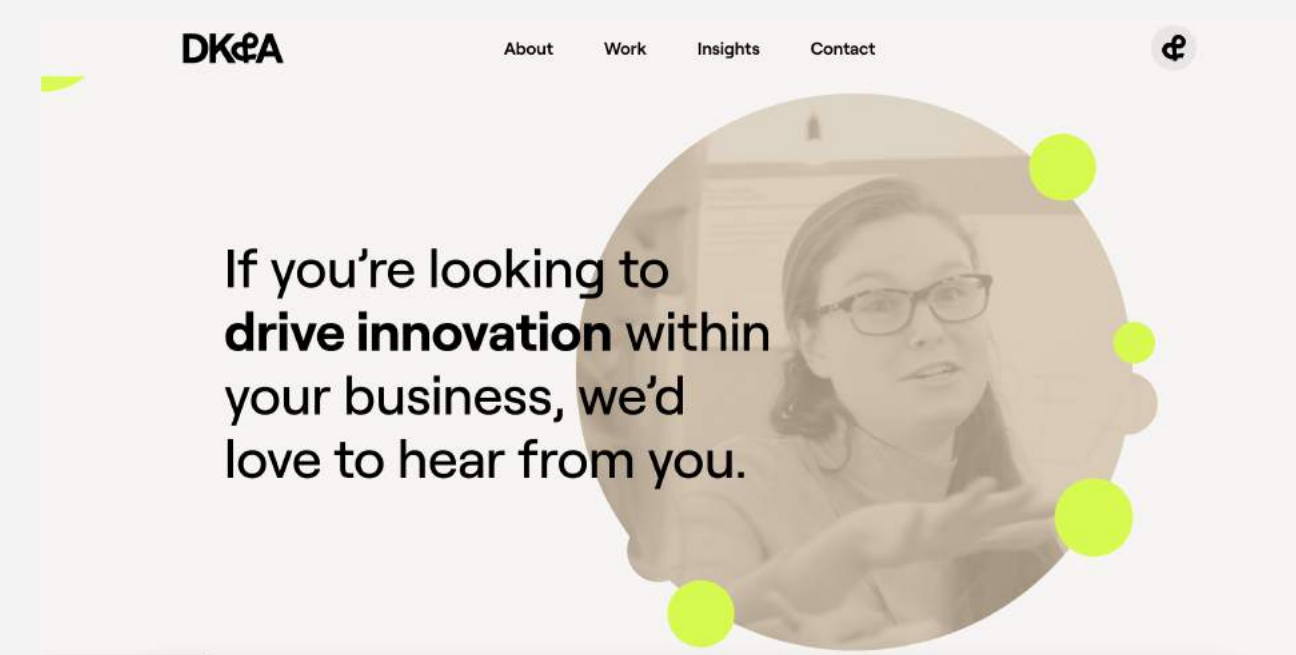 DK&A
About Work Insights Contact
&
If you’re looking to
drive innovation within
your business, we’d
love to hear from you.